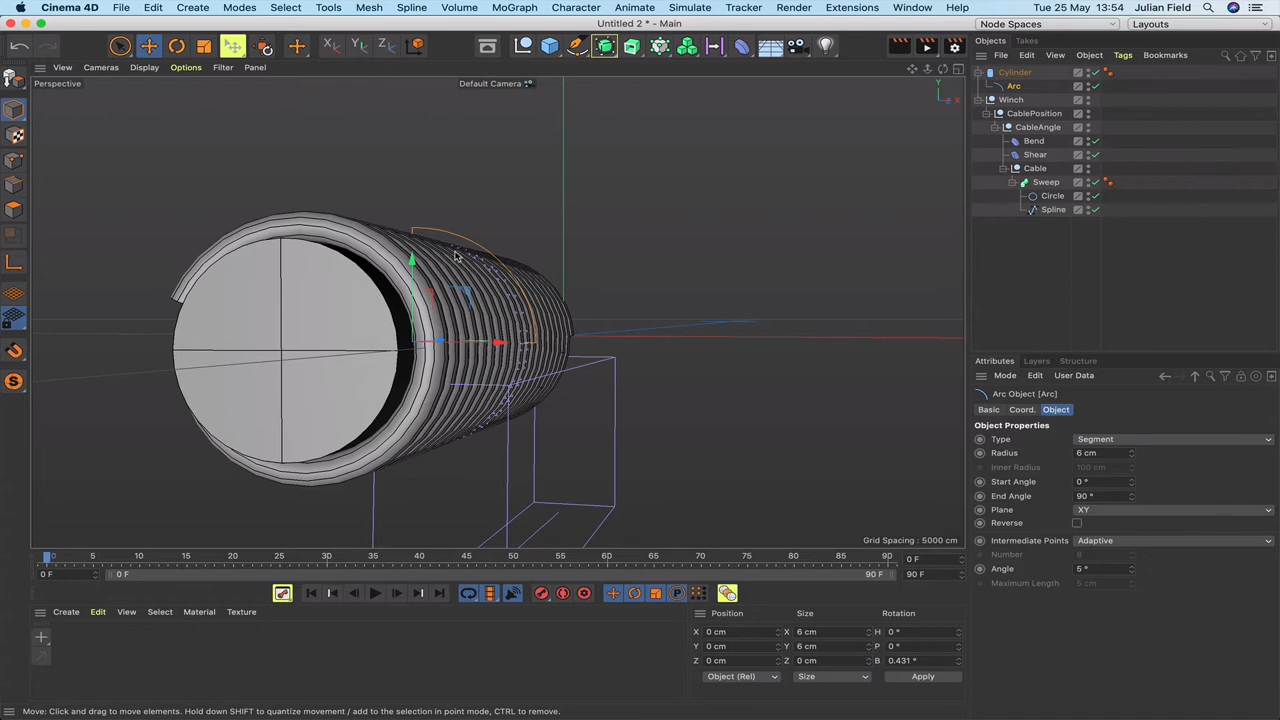 Cinema 4D File Edit Create Modes Select Tools Mesh Spline Volume MoGraph Character Animate Simulate Tracker Render Extensions Window Help Tue 25 May 13:54 Julian Field
Untitled 2 * - Main
Node Spaces Layouts
Objects Takes
View Cameras Display Options Filter Panel
File Edit View Object Tags Bookmarks
Perspective
Default Camera
Y
Z X
Cylinder
Arc
Winch
CablePosition
CableAngle
Bend
Shear
Cable
Sweep
Circle
Spline
Attributes Layers Structure
Mode Edit User Data
Arc Object [Arc]
Basic Coord. Object
Object Properties
Type Segment
Radius 6 cm
Inner Radius 100 cm
Start Angle 0 °
End Angle 90 °
Plane XY
Reverse
Intermediate Points Adaptive
Number 8
Angle 5 °
Maximum Length 5 cm
Grid Spacing : 5000 cm
0 5 10 15 20 25 30 35 40 45 50 55 60 65 70 75 80 85 90 0 F
0 F 0 F 90 F 90 F
Create Edit View Select Material Texture
Position Size Rotation
X 0 cm X 6 cm H 0 °
Y 0 cm Y 6 cm P 0 °
Z 0 cm Z 0 cm B 0.431 °
Object (Rel) Size Apply
Move: Click and drag to move elements. Hold down SHIFT to quantize movement / add to the selection in point mode, CTRL to remove.